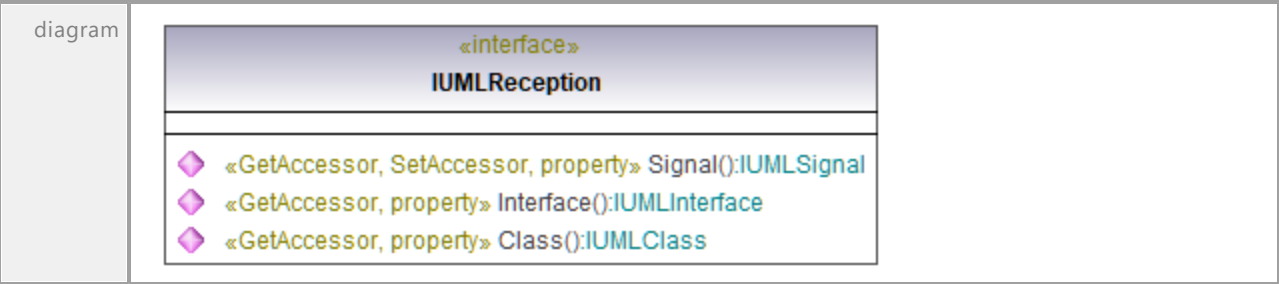 diagram
«interface»
IUMLReception
«GetAccessor, SetAccessor, property» Signal():IUMLSignal
«GetAccessor, property» Interface():IUMLInterface
«GetAccessor, property» Class():IUMLClass